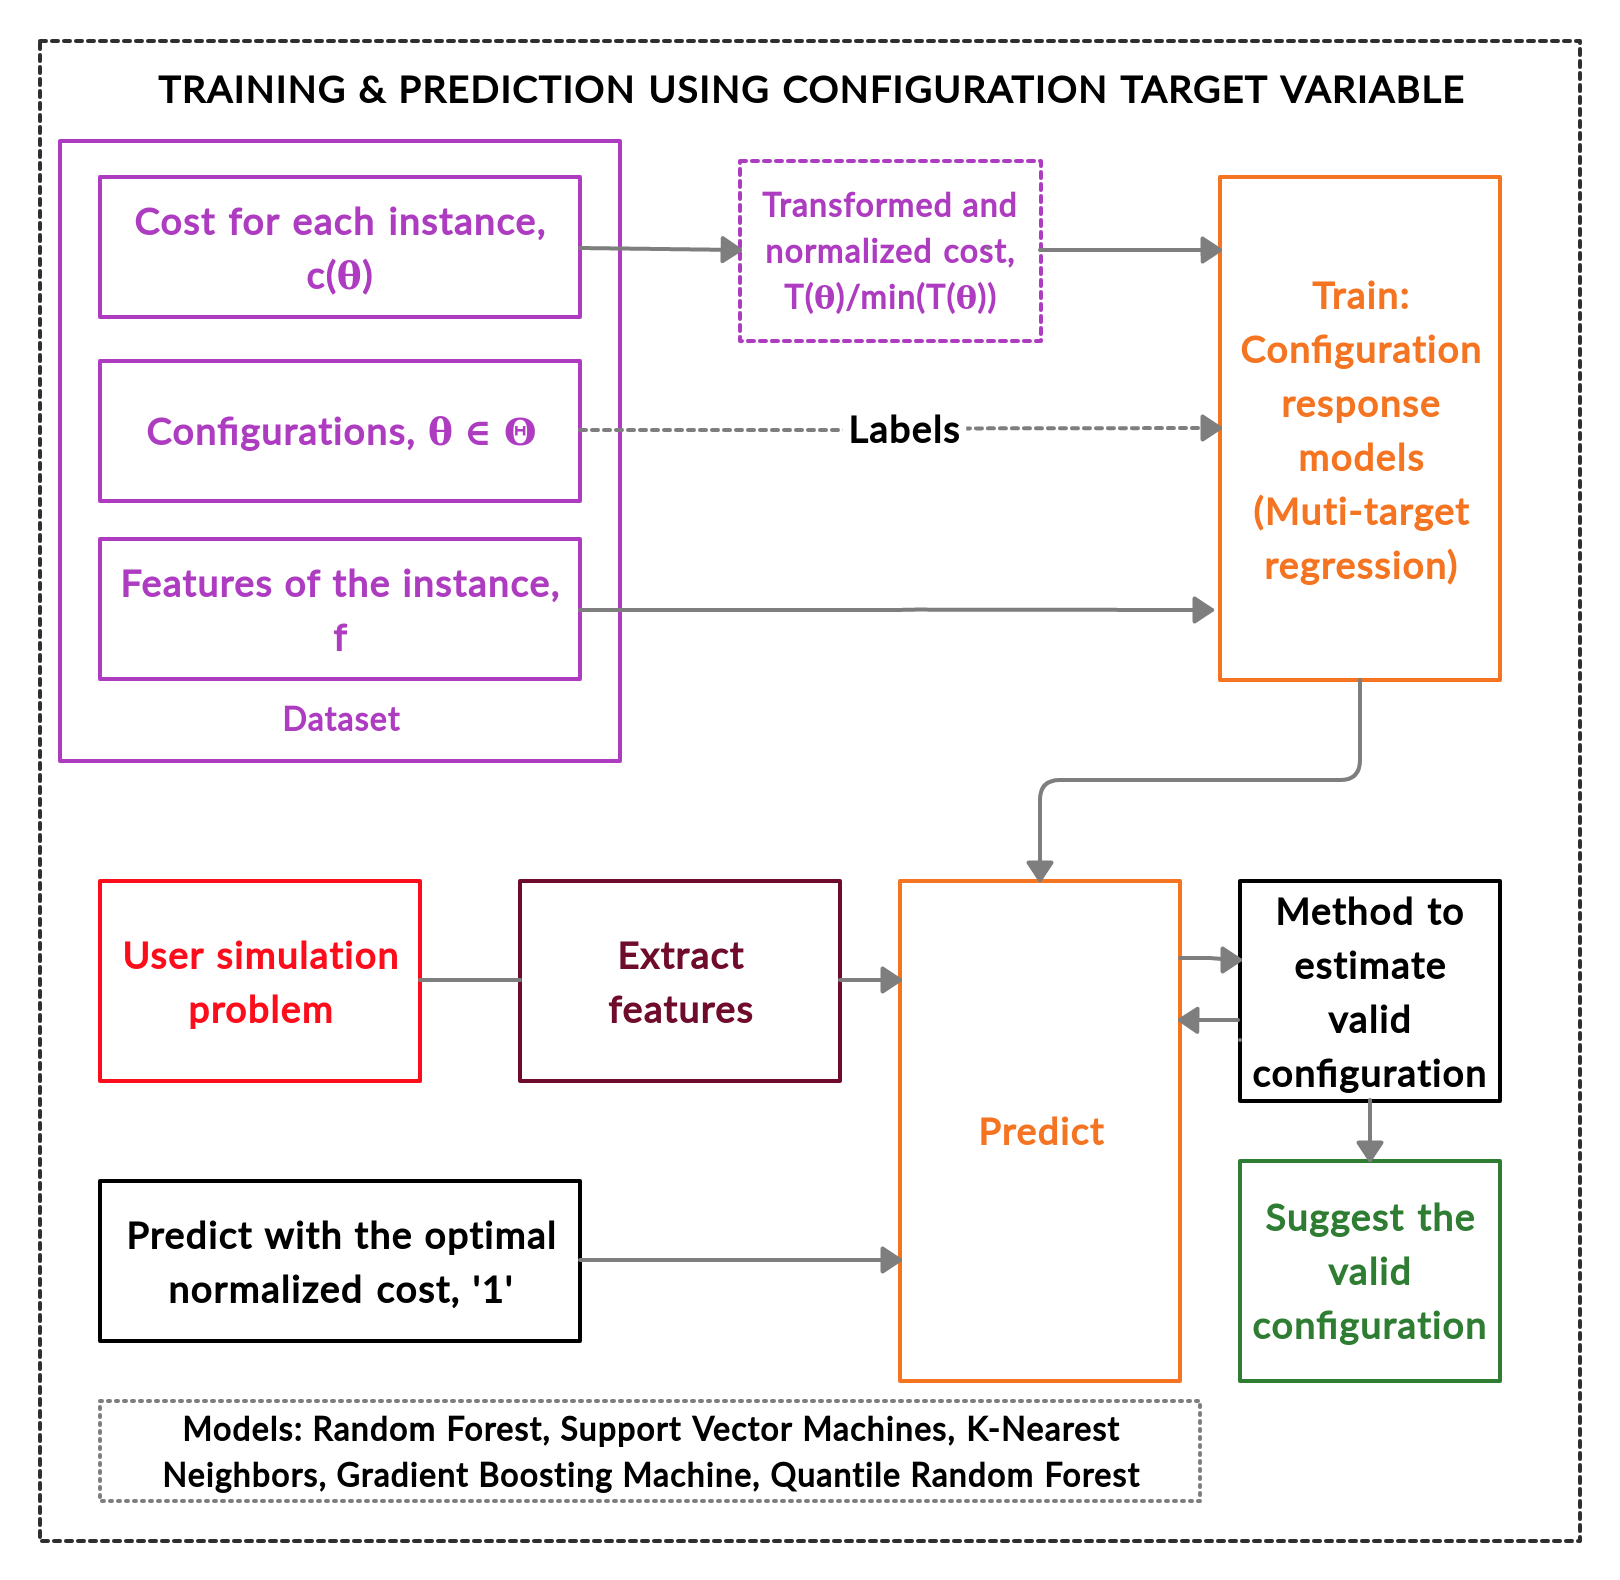 TRAINING & PREDICTION USING CONFIGURATION TARGET VARIABLE
Cost for each instance,
c(θ)
Transformed and
normalized cost,
T(θ)/min(T(θ))
Configurations, θ ∈ Θ
Labels
Features of the instance,
f
Dataset
Train:
Configuration
response
models
(Muti-target
regression)
User simulation
problem
Extract
features
Predict
Method to
estimate
valid
configuration
Predict with the optimal
normalized cost, '1'
Suggest the
valid
configuration
Models: Random Forest, Support Vector Machines, K-Nearest
Neighbors, Gradient Boosting Machine, Quantile Random Forest